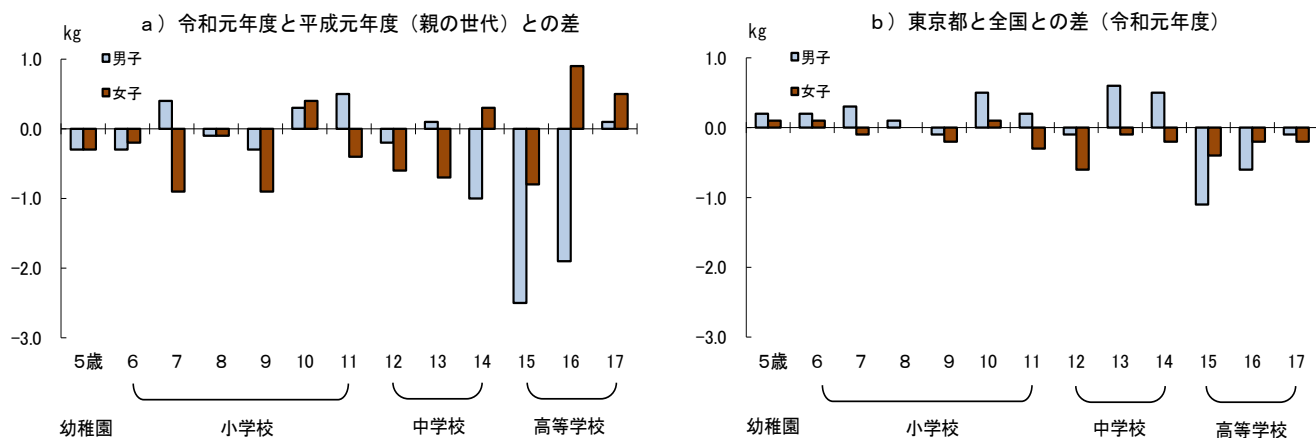 a) 令和元年度と平成元年度(親の世代)との差
kg
男子
女子
1.0
0.0
-1.0
-2.0
-3.0
5歳 6 7 8 9 10 11 12 13 14 15 16 17
幼稚園 小学校 中学校 高等学校
b) 東京都と全国との差(令和元年度)
kg
男子
女子
1.0
0.0
-1.0
-2.0
-3.0
5歳 6 7 8 9 10 11 12 13 14 15 16 17
幼稚園 小学校 中学校 高等学校